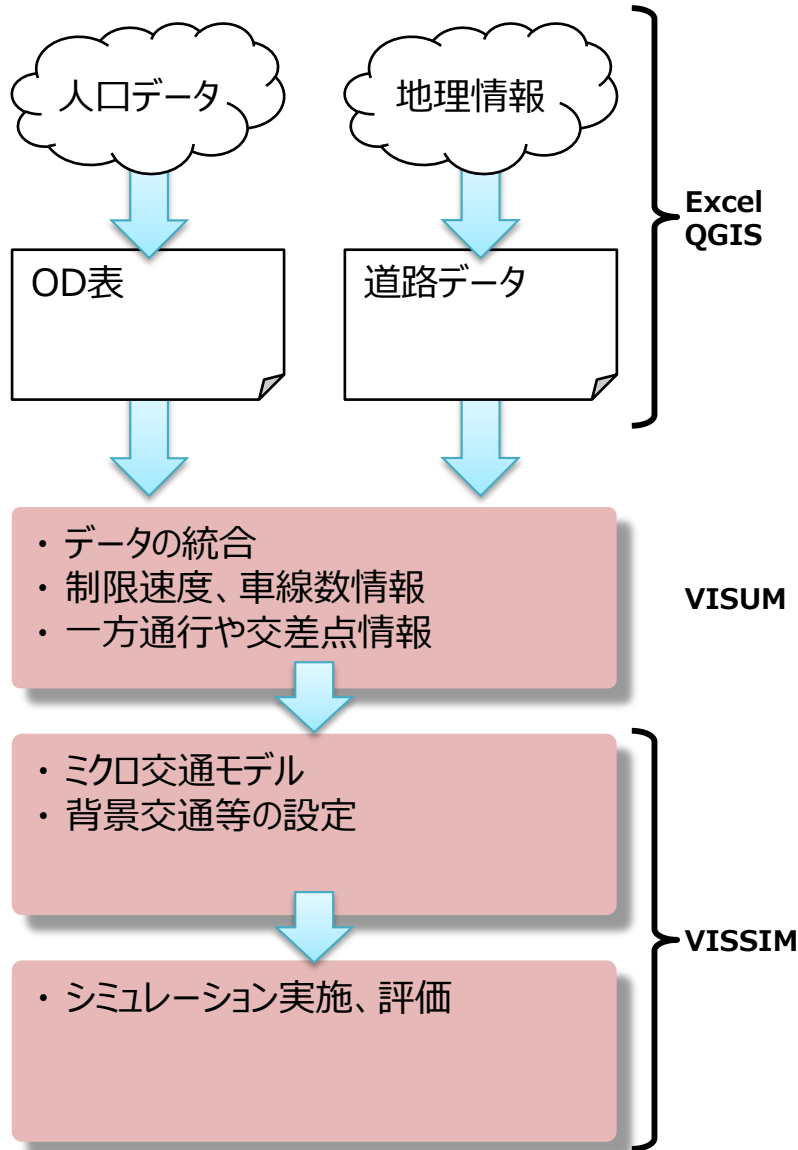 人口データ
地理情報
Excel
QGIS
OD表
道路データ
・データの統合
・制限速度、車線数情報
・一方通行や交差点情報
VISUM
・ミクロ交通モデル
・背景交通等の設定
VISSIM
・シミュレーション実施、評価